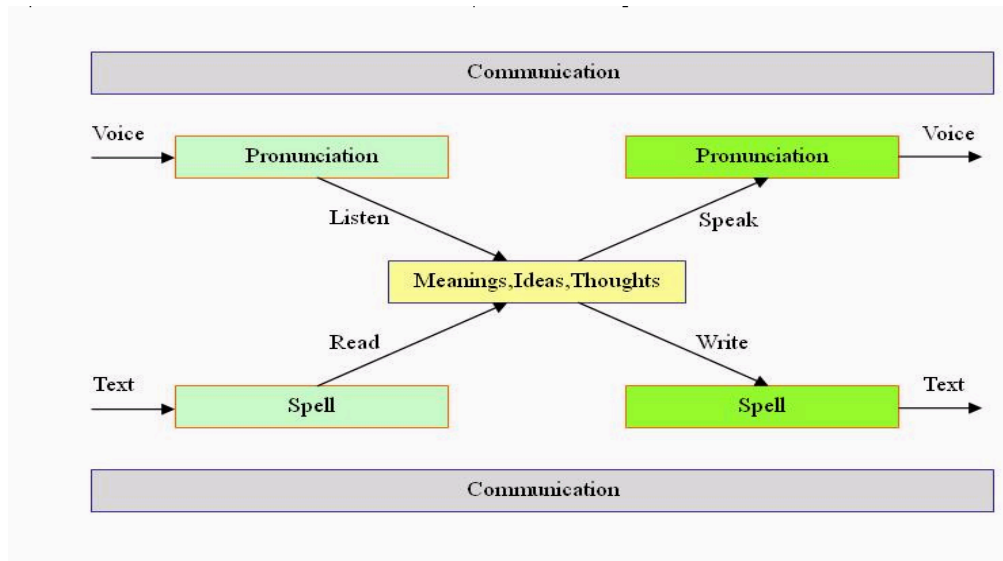 Communication
Voice
Voice
Pronunciation
Pronunciation
Listen
Speak
Meanings,Ideas,Thoughts
Read
Write
Text
Text
Spell
Spell
Communication